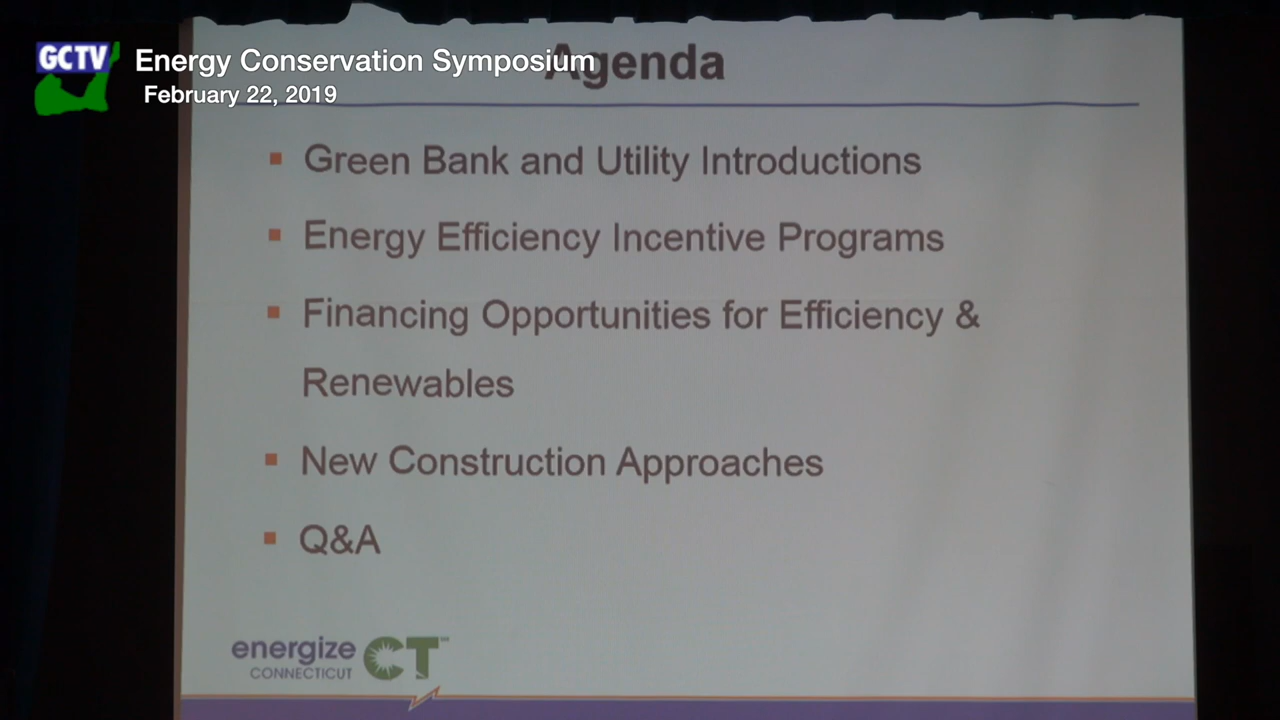 GCTV
Energy Conservation Symposium
February 22, 2019
Agenda
Green Bank and Utility Introductions
Energy Efficiency Incentive Programs
Financing Opportunities for Efficiency &
Renewables
New Construction Approaches
Q&A
energize CT℠
CONNECTICUT